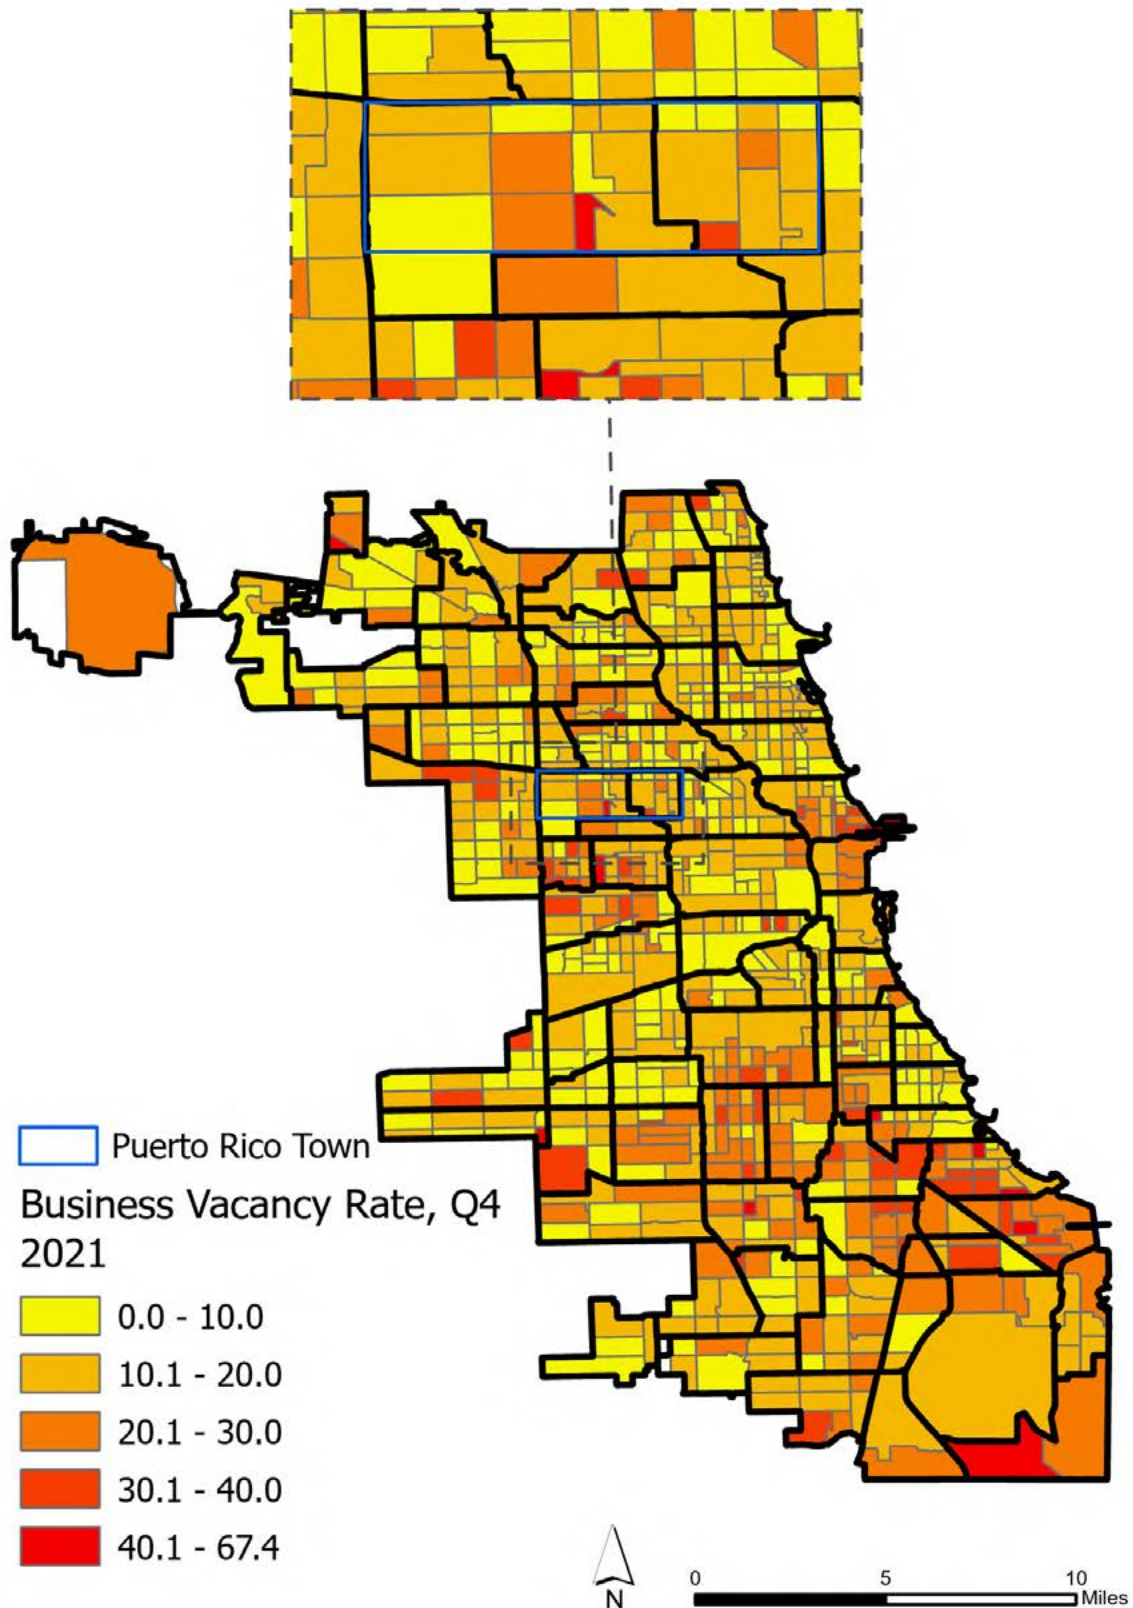 Puerto Rico Town
Business Vacancy Rate, Q4
2021
0.0 - 10.0
10.1 - 20.0
20.1 - 30.0
30.1 - 40.0
40.1 - 67.4
N
0 5 10
Miles